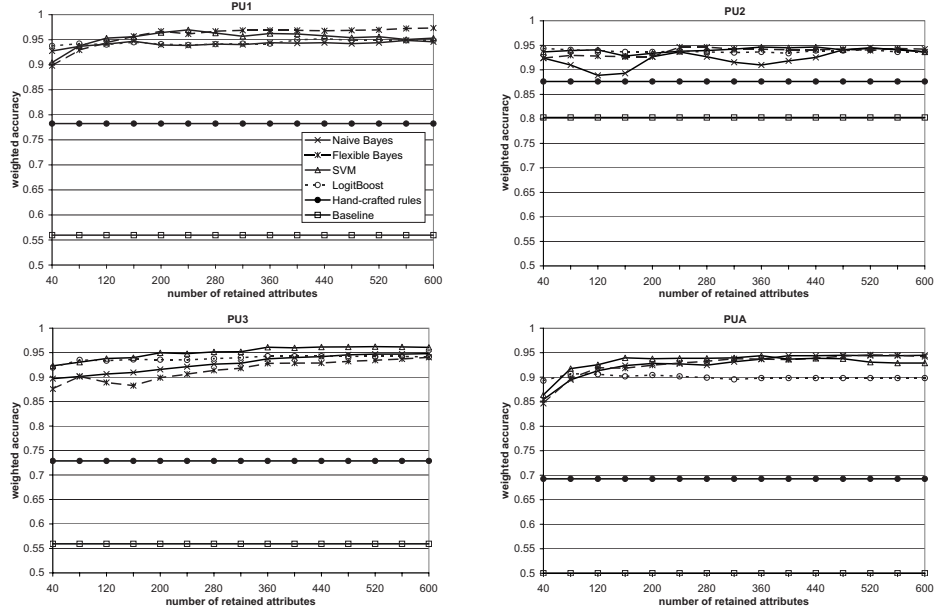 PU1
1
0.95
0.9
0.85
0.8
0.75
0.7
0.65
0.6
0.55
0.5
weighted accuracy
40 120 200 280 360 440 520 600
number of retained attributes
Naive Bayes
Flexible Bayes
SVM
LogitBoost
Hand-crafted rules
Baseline
PU2
1
0.95
0.9
0.85
0.8
0.75
0.7
0.65
0.6
0.55
0.5
weighted accuracy
40 120 200 280 360 440 520 600
number of retained attributes
PU3
1
0.95
0.9
0.85
0.8
0.75
0.7
0.65
0.6
0.55
0.5
weighted accuracy
40 120 200 280 360 440 520 600
number of retained attributes
PUA
1
0.95
0.9
0.85
0.8
0.75
0.7
0.65
0.6
0.55
0.5
weighted accuracy
40 120 200 280 360 440 520 600
number of retained attributes